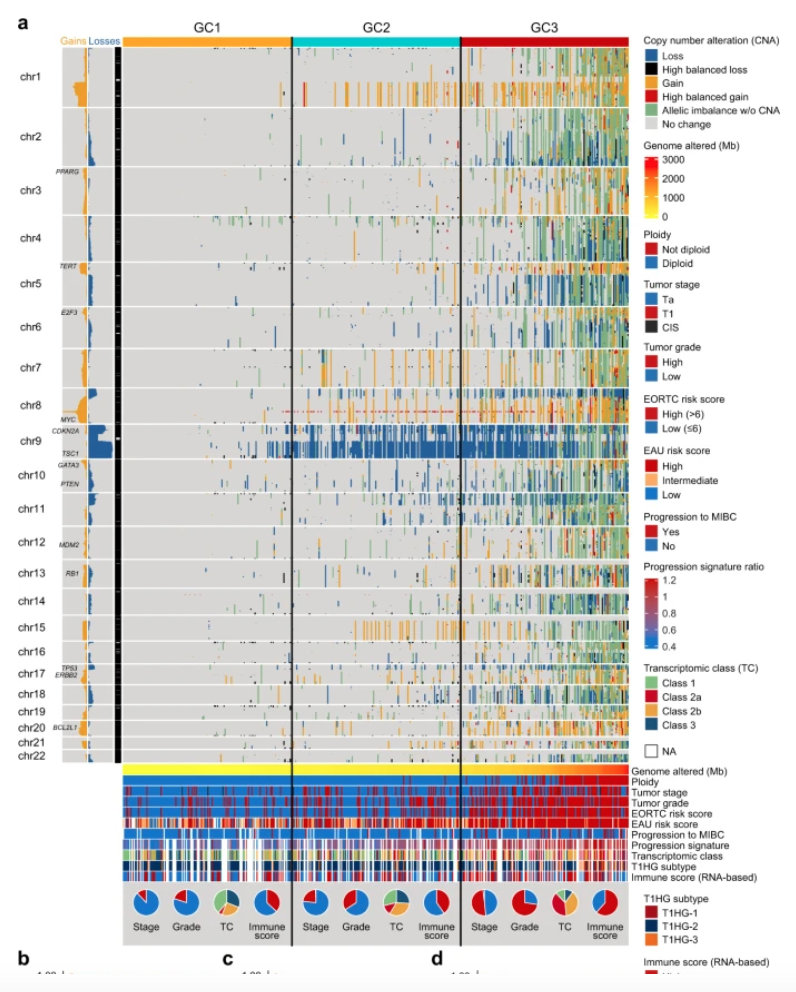 a
GC1 GC2 GC3
Gains Losses
chr1
chr2
chr3
PPARG
chr4
chr5
TERT
chr6
E2F3
chr7
chr8
MYC
chr9
CDKN2A
TSC1
chr10
GATA3
PTEN
chr11
chr12
MDM2
chr13
RB1
chr14
chr15
chr16
chr17
TP53
ERBB2
chr18
chr19
chr20
BCL2L1
chr21
chr22
Genome altered (Mb)
Ploidy
Tumor stage
Tumor grade
EORTC risk score
EAU risk score
Progression to MIBC
Progression signature
Transcriptomic class
T1HG subtype
Immune score (RNA-based)
Stage Grade TC Immune score
Stage Grade TC Immune score
Stage Grade TC Immune score
Copy number alteration (CNA)
Loss
High balanced loss
Gain
High balanced gain
Allelic imbalance w/o CNA
No change
Genome altered (Mb)
3000
2000
1000
0
Ploidy
Not diploid
Diploid
Tumor stage
Ta
T1
CIS
Tumor grade
High
Low
EORTC risk score
High (>6)
Low (≤6)
EAU risk score
High
Intermediate
Low
Progression to MIBC
Yes
No
Progression signature ratio
1.2
1
0.8
0.6
0.4
Transcriptomic class (TC)
Class 1
Class 2a
Class 2b
Class 3
NA
T1HG subtype
T1HG-1
T1HG-2
T1HG-3
Immune score (RNA-based)
b c d